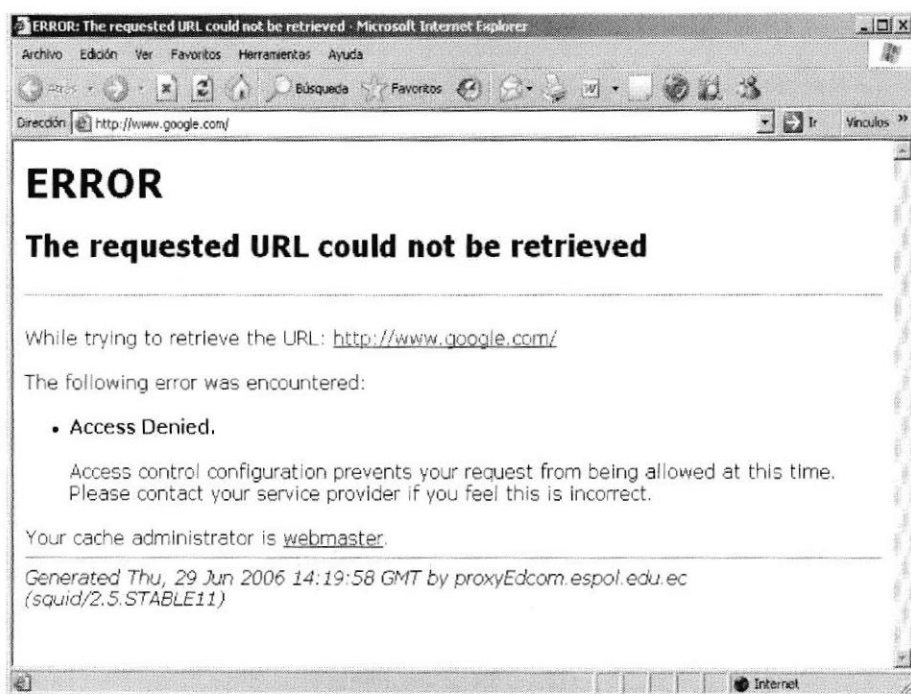 ERROR: The requested URL could not be retrieved - Microsoft Internet Explorer
Archivo Edición Ver Favoritos Herramientas Ayuda
Atrás Búsqueda Favoritos
Dirección http://www.google.com/ Ir Vínculos »
ERROR
The requested URL could not be retrieved
While trying to retrieve the URL: http://www.google.com/
The following error was encountered:
• Access Denied.
Access control configuration prevents your request from being allowed at this time.
Please contact your service provider if you feel this is incorrect.
Your cache administrator is webmaster.
Generated Thu, 29 Jun 2006 14:19:58 GMT by proxyEdcom.espol.edu.ec
(squid/2.5.STABLE11)
Internet